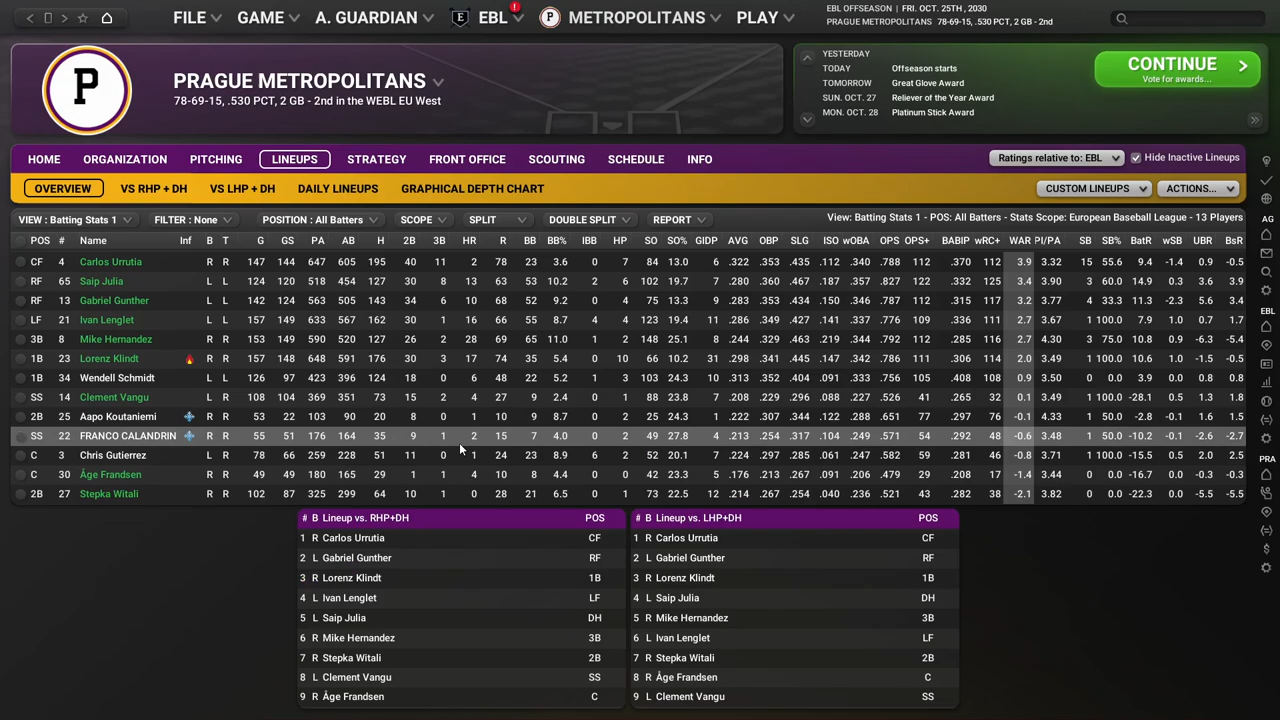 FILE GAME A. GUARDIAN EBL ! P METROPOLITANS PLAY
EBL OFFSEASON | FRI. OCT. 25TH , 2030
PRAGUE METROPOLITANS 78-69-15, .530 PCT, 2 GB - 2nd
P
PRAGUE METROPOLITANS
78-69-15, .530 PCT, 2 GB - 2nd in the WEBL EU West
YESTERDAY
TODAY Offseason starts
TOMORROW Great Glove Award
SUN. OCT. 27 Reliever of the Year Award
MON. OCT. 28 Platinum Stick Award
CONTINUE
Vote for awards...
HOME ORGANIZATION PITCHING LINEUPS STRATEGY FRONT OFFICE SCOUTING SCHEDULE INFO Ratings relative to: EBL Hide Inactive Lineups
OVERVIEW VS RHP + DH VS LHP + DH DAILY LINEUPS GRAPHICAL DEPTH CHART CUSTOM LINEUPS ACTIONS...
VIEW : Batting Stats 1 FILTER : None POSITION : All Batters SCOPE SPLIT DOUBLE SPLIT REPORT View: Batting Stats 1 - POS: All Batters - Stats Scope: European Baseball League - 13 Players
POS # Name Inf B T G GS PA AB H 2B 3B HR R BB BB% IBB HP SO SO% GIDP AVG OBP SLG ISO wOBA OPS OPS+ BABIP wRC+ WAR PI/PA SB SB% BatR wSB UBR BsR
CF 4 Carlos Urrutia R R 147 144 647 605 195 40 11 2 78 23 3.6 0 7 84 13.0 6 .322 .353 .435 .112 .340 .788 112 .370 112 3.9 3.32 15 55.6 9.4 -1.4 0.9 -0.5
RF 65 Saip Julia L L 124 120 518 454 127 30 8 13 63 53 10.2 2 6 102 19.7 7 .280 .360 .467 .187 .357 .827 122 .332 125 3.4 3.90 3 60.0 14.9 0.3 3.6 3.9
RF 13 Gabriel Gunther L L 142 124 563 505 143 34 6 10 68 52 9.2 0 4 75 13.3 9 .283 .353 .434 .150 .346 .787 112 .315 117 3.2 3.77 4 33.3 11.3 -2.3 5.6 3.4
LF 21 Ivan Lenglet L L 157 149 633 567 162 30 1 16 66 55 8.7 4 4 123 19.4 11 .286 .349 .427 .141 .337 .776 109 .336 111 2.7 3.67 1 100.0 7.9 0.1 1.0 1.7
3B 8 Mike Hernandez R R 153 149 590 520 127 26 2 28 69 65 11.0 1 2 148 25.1 8 .244 .329 .463 .219 .344 .792 112 .285 116 2.7 4.30 3 75.0 10.8 0.9 -6.3 -5.4
1B 23 Lorenz Klindt R R 157 148 648 591 176 30 3 17 74 35 5.4 0 10 66 10.2 31 .298 .341 .445 .147 .342 .786 111 .306 114 2.0 3.49 1 100.0 10.6 1.0 -1.5 -0.5
1B 34 Wendell Schmidt L L 126 97 423 396 124 18 0 6 48 22 5.2 1 3 103 24.3 10 .313 .352 .404 .091 .333 .756 105 .408 108 0.9 3.50 0 0.0 3.9 0.0 0.8 0.8
SS 14 Clement Vangu L R 108 104 369 351 73 15 2 4 27 9 2.4 0 1 88 23.8 7 .208 .229 .296 .088 .227 .526 41 .265 32 0.1 3.49 1 100.0 -28.1 0.5 1.3 1.8
2B 25 Aapo Koutaniemi R R 53 22 103 90 20 8 0 1 10 9 8.7 0 0 25 24.3 1 .222 .307 .344 .122 .288 .651 77 .297 76 -0.1 4.33 1 50.0 -2.8 -0.1 1.6 1.5
SS 22 FRANCO CALANDRIN R R 55 51 176 164 35 9 1 2 15 7 4.0 0 2 49 27.8 4 .213 .254 .317 .104 .249 .571 54 .292 48 -0.6 3.48 1 50.0 -10.2 -0.1 -2.6 -2.7
C 3 Chris Gutierrez L R 78 66 259 228 51 11 0 1 24 23 8.9 6 2 52 20.1 7 .224 .297 .285 .061 .247 .582 59 .281 46 -0.8 3.71 1 100.0 -15.5 0.5 2.0 2.5
C 30 Åge Frandsen R R 49 49 180 165 29 1 1 4 10 8 4.4 0 0 42 23.3 5 .176 .213 .267 .091 .206 .479 29 .208 17 -1.4 3.44 0 0.0 -16.7 0.0 -1.3 -1.3
2B 27 Stepka Witali R R 102 87 325 299 64 10 1 0 28 21 6.5 0 1 73 22.5 12 .214 .267 .254 .040 .236 .521 43 .282 38 -2.1 3.82 0 0.0 -22.3 0.0 -5.5 -5.5
# B Lineup vs. RHP+DH POS
1 R Carlos Urrutia CF
2 L Gabriel Gunther RF
3 R Lorenz Klindt 1B
4 L Ivan Lenglet LF
5 L Saip Julia DH
6 R Mike Hernandez 3B
7 R Stepka Witali 2B
8 L Clement Vangu SS
9 R Åge Frandsen C
# B Lineup vs. LHP+DH POS
1 R Carlos Urrutia CF
2 L Gabriel Gunther RF
3 R Lorenz Klindt 1B
4 L Saip Julia DH
5 R Mike Hernandez 3B
6 L Ivan Lenglet LF
7 R Stepka Witali 2B
8 R Åge Frandsen C
9 L Clement Vangu SS
AG
EBL
PRA